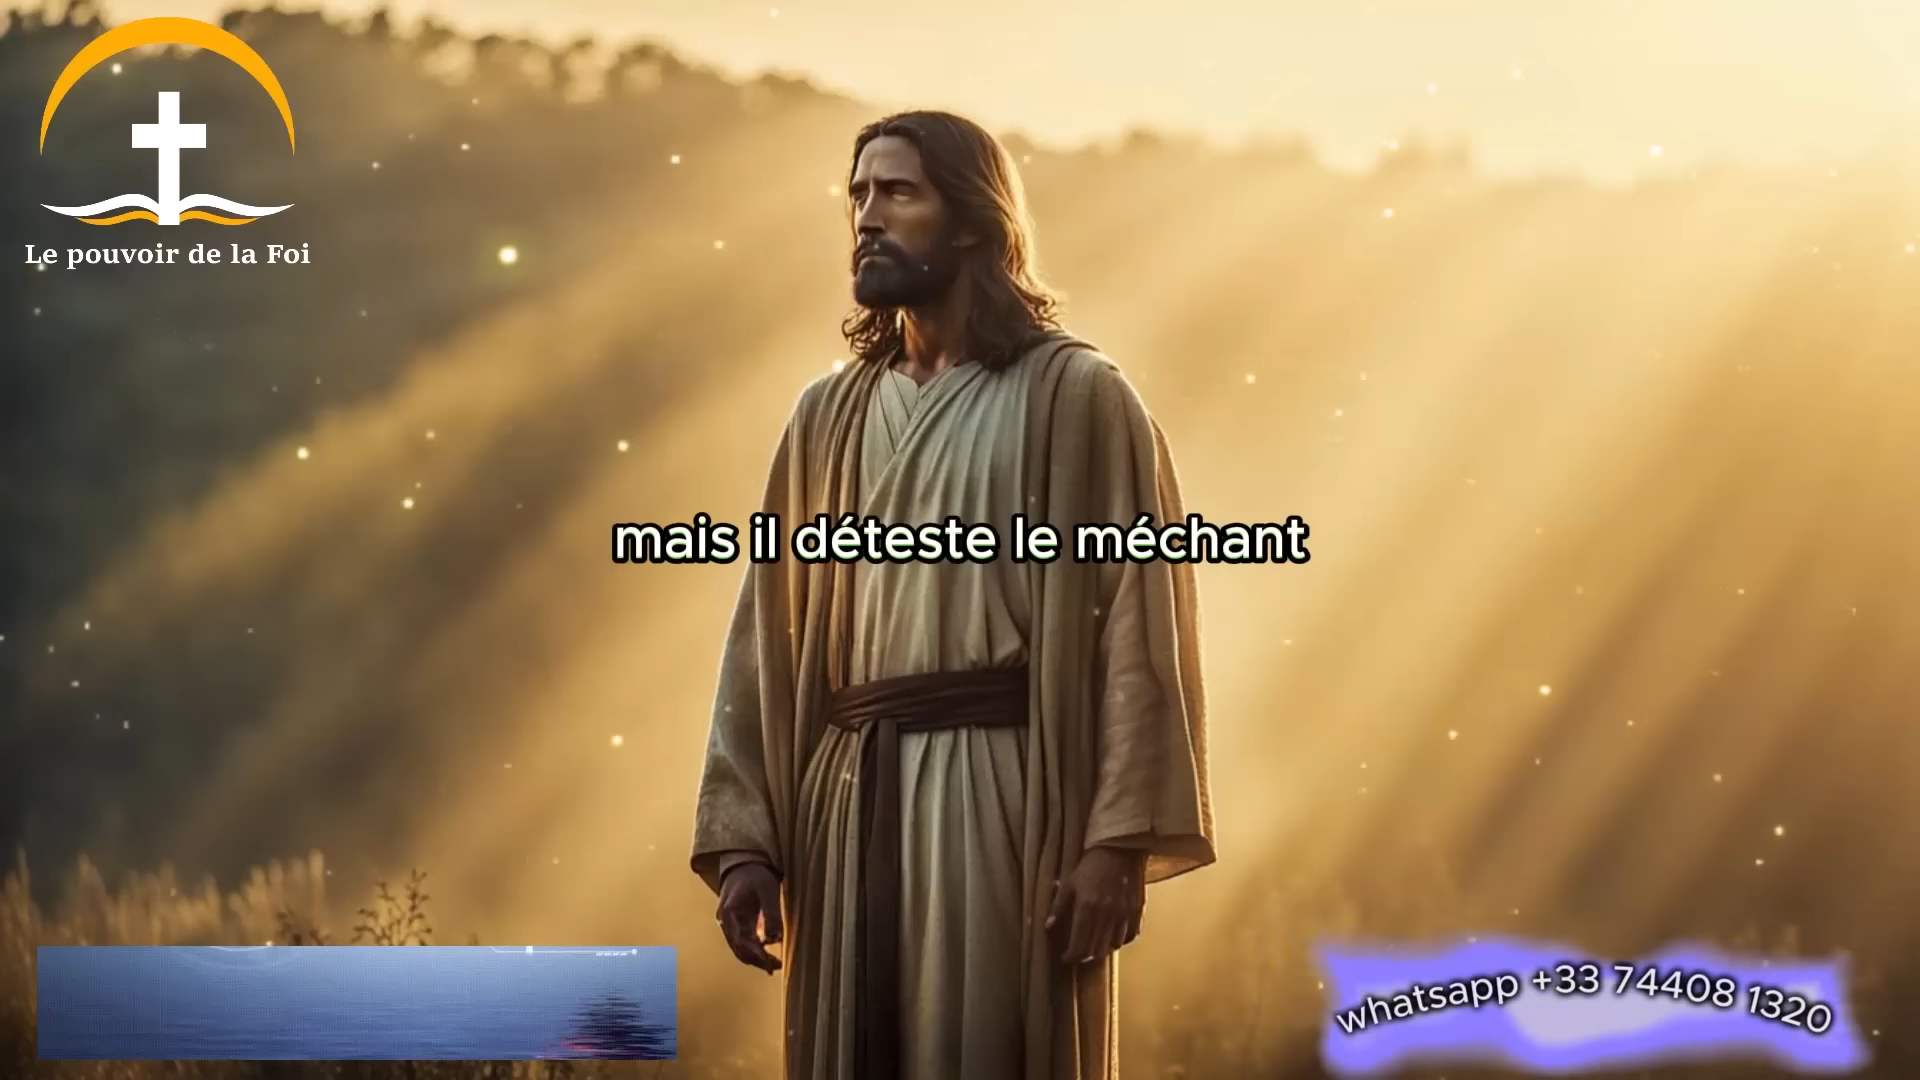 Le pouvoir de la Foi
mais il déteste le méchant
whatsapp +33 74408 1320